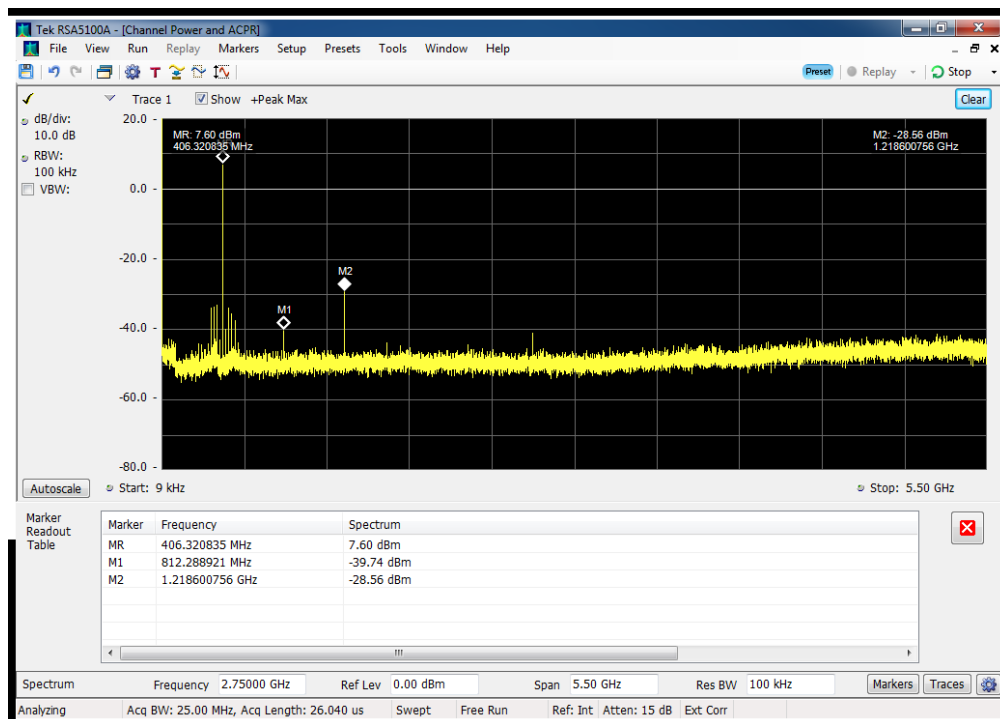 Tek RSA5100A - [Channel Power and ACPR]
File View Run Replay Markers Setup Presets Tools Window Help
T Preset Replay Stop
Trace 1 Show +Peak Max Clear
dB/div:
10.0 dB
RBW:
100 kHz
VBW:
20.0
0.0
-20.0
-40.0
-60.0
-80.0
MR: 7.60 dBm
406.320835 MHz
M2: -28.56 dBm
1.218600756 GHz
M2
M1
Autoscale Start: 9 kHz Stop: 5.50 GHz
Marker
Readout
Table
Marker Frequency Spectrum
MR 406.320835 MHz 7.60 dBm
M1 812.288921 MHz -39.74 dBm
M2 1.218600756 GHz -28.56 dBm
Spectrum Frequency 2.75000 GHz Ref Lev 0.00 dBm Span 5.50 GHz Res BW 100 kHz Markers Traces
Analyzing Acq BW: 25.00 MHz, Acq Length: 26.040 us Swept Free Run Ref: Int Atten: 15 dB Ext Corr